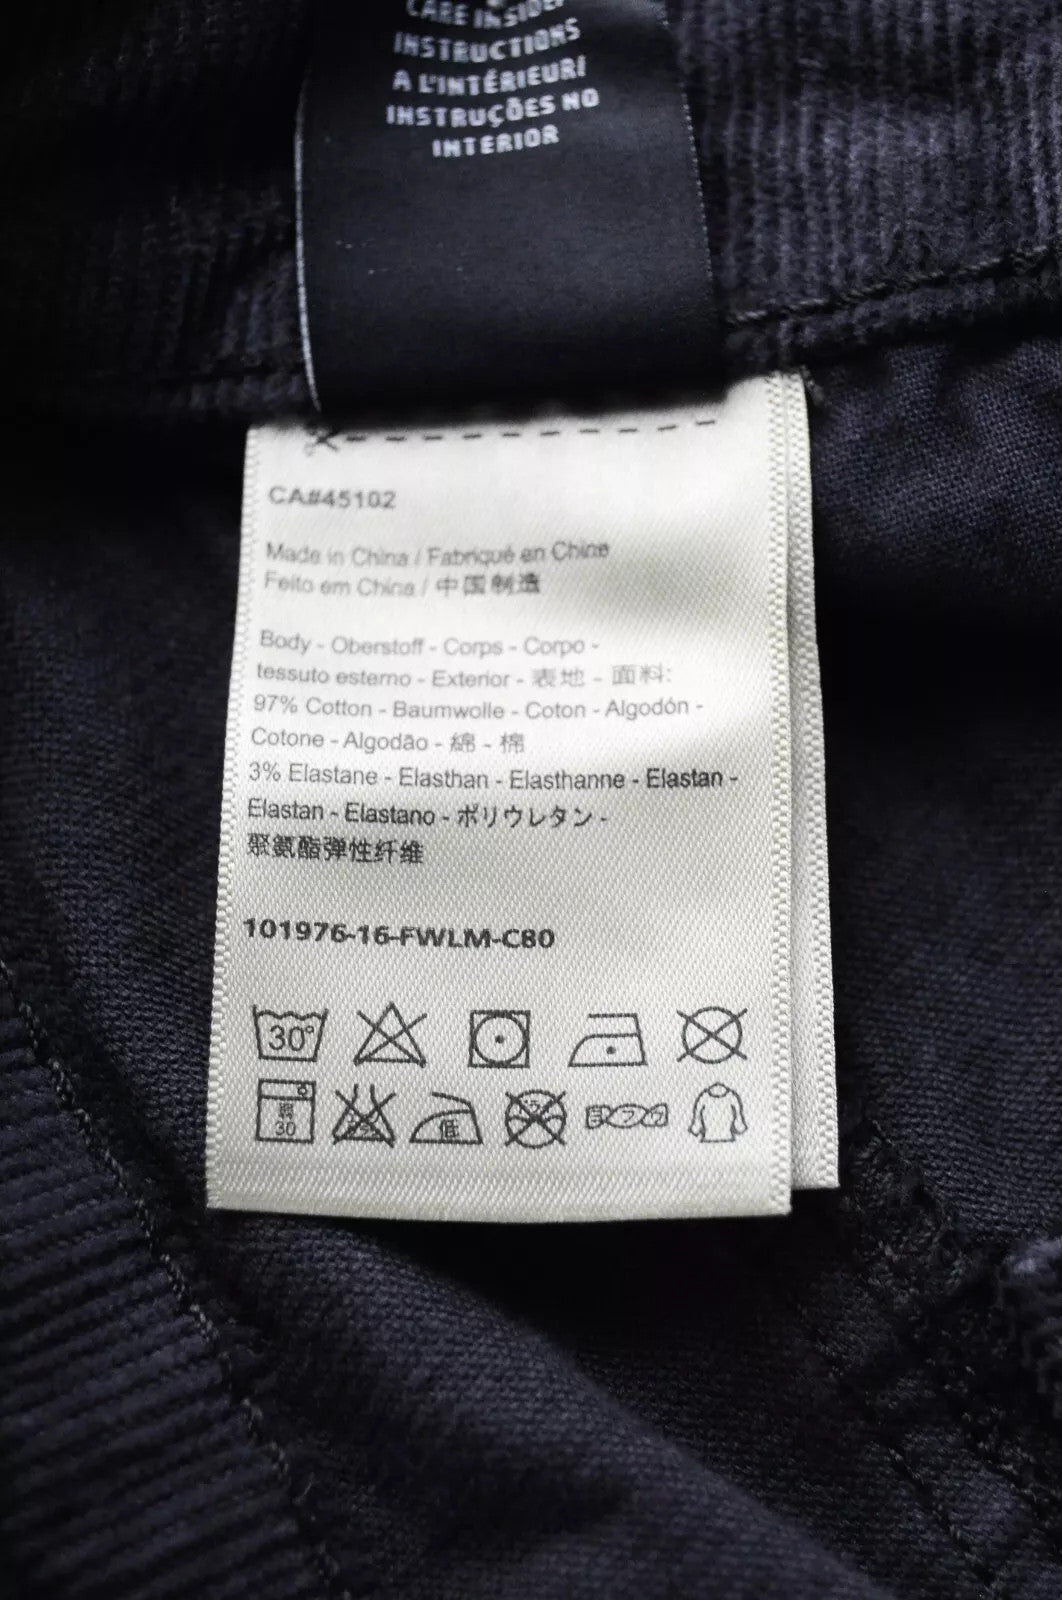 CARE INSIDE/
INSTRUCTIONS
A L'INTÉRIEUR/
INSTRUÇÕES NO
INTERIOR
CA#45102
Made in China / Fabriqué en Chine
Feito em China / 中国制造
Body - Oberstoff - Corps - Corpo -
tessuto esterno - Exterior - 表地 - 面料:
97% Cotton - Baumwolle - Coton - Algodón -
Cotone - Algodão - 綿 - 棉
3% Elastane - Elasthan - Elasthanne - Elastan -
Elastan - Elastano - ポリウレタン -
聚氨酯弹性纤维
101976-16-FWLM-C80
30°
弱
30
低